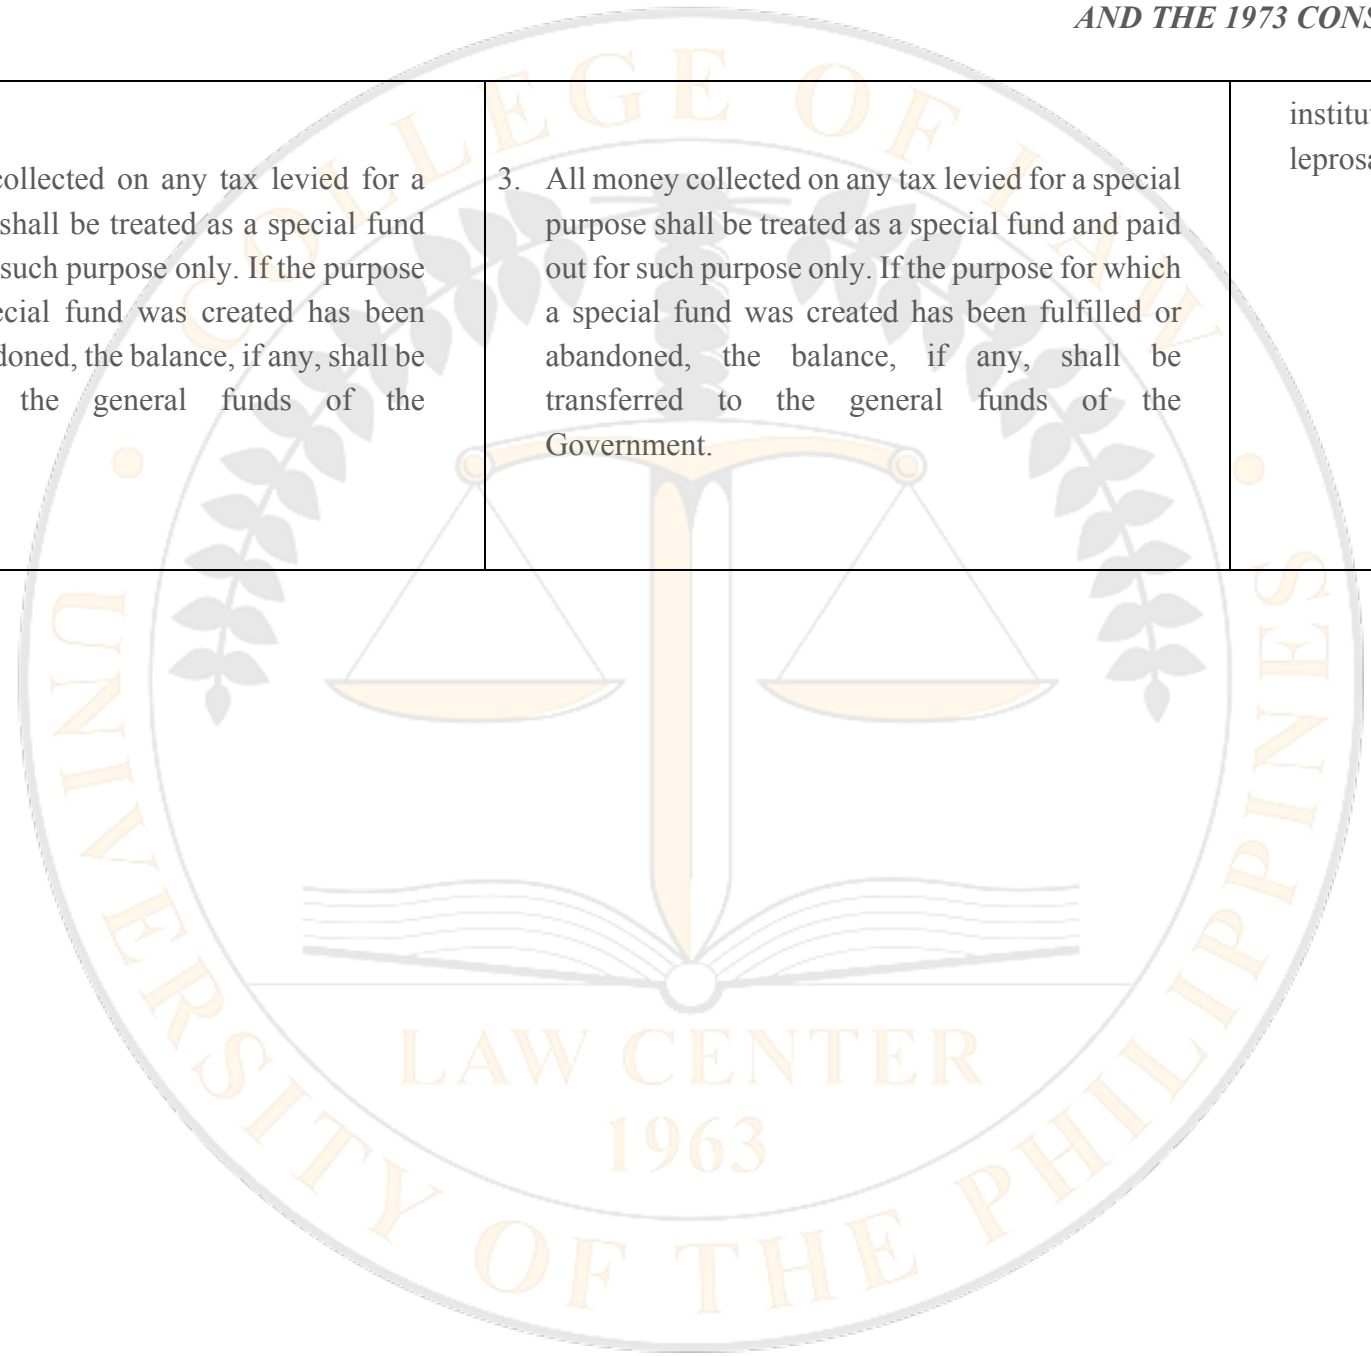 AND THE 1973 CONS
collected on any tax levied for a
shall be treated as a special fund
such purpose only. If the purpose
ecial fund was created has been
doned, the balance, if any, shall be
the general funds of the
3. All money collected on any tax levied for a special
purpose shall be treated as a special fund and paid
out for such purpose only. If the purpose for which
a special fund was created has been fulfilled or
abandoned, the balance, if any, shall be
transferred to the general funds of the
Government.
institu
leprosa
COLLEGE OF LAW
UNIVERSITY OF THE PHILIPPINES
LAW CENTER
1963